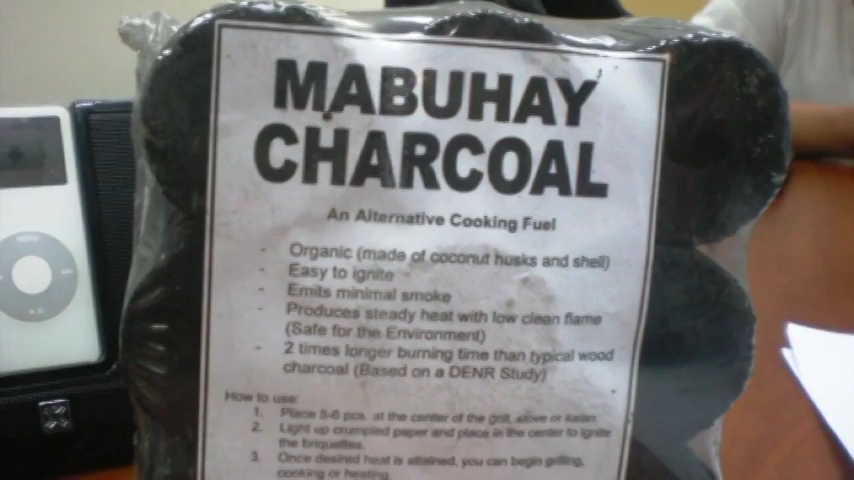 MABUHAY
CHARCOAL
An Alternative Cooking Fuel
- Organic (made of coconut husks and shell)
- Easy to ignite
- Emits minimal smoke
- Produces steady heat with low clean flame
(Safe for the Environment)
- 2 times longer burning time than typical wood
charcoal (Based on a DENR Study)
How to use:
1. Place 5-6 pcs. at the center of the grill, stove or kalan.
2. Light up crumpled paper and place in the center to ignite
the briquettes.
3. Once desired heat is attained, you can begin grilling,
cooking or heating